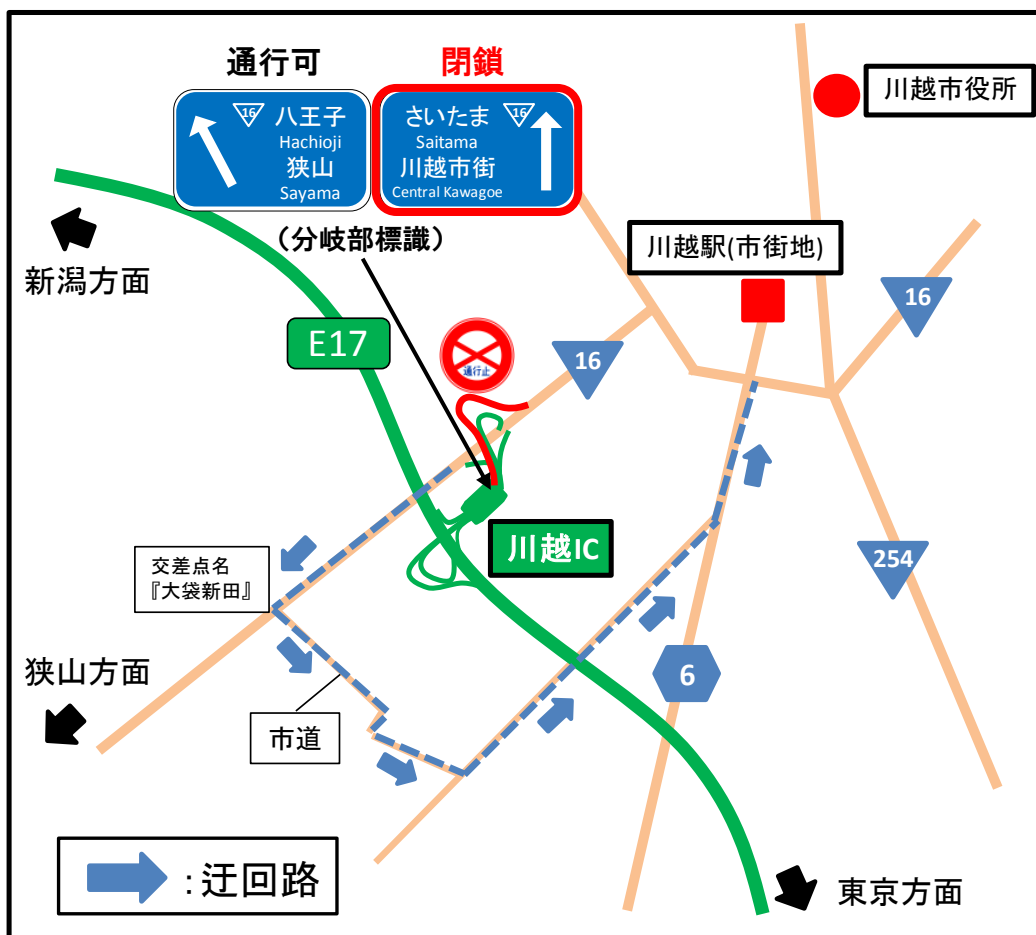 通行可
閉鎖
16 八王子
Hachioji
狭山
Sayama
さいたま 16
Saitama
川越市街
Central Kawagoe
川越市役所
(分岐部標識)
川越駅(市街地)
新潟方面
E17
通行止
16
16
川越IC
交差点名
『大袋新田』
254
狭山方面
6
市道
:迂回路
東京方面